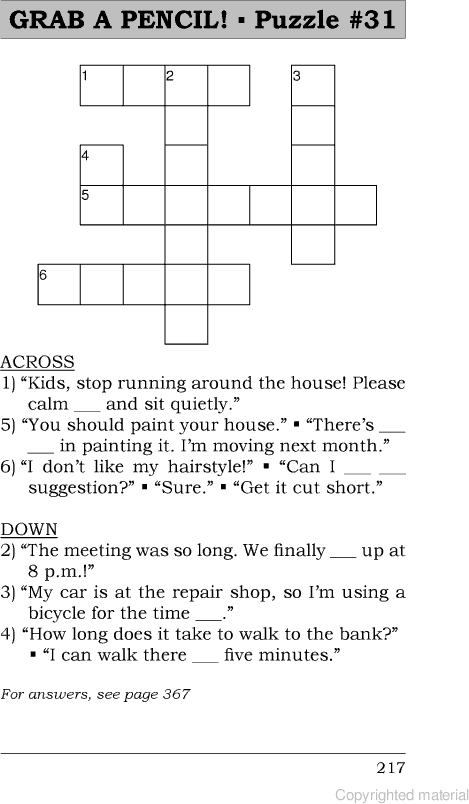 GRAB A PENCIL! ▪ Puzzle #31
1
2
3
4
5
6
ACROSS
1) “Kids, stop running around the house! Please
calm ___ and sit quietly.”
5) “You should paint your house.” ▪ “There’s ___
___ in painting it. I’m moving next month.”
6) “I don’t like my hairstyle!” ▪ “Can I ___ ___
suggestion?” ▪ “Sure.” ▪ “Get it cut short.”
DOWN
2) “The meeting was so long. We finally ___ up at
8 p.m.!”
3) “My car is at the repair shop, so I’m using a
bicycle for the time ___.”
4) “How long does it take to walk to the bank?”
▪ “I can walk there ___ five minutes.”
For answers, see page 367
217
Copyrighted material